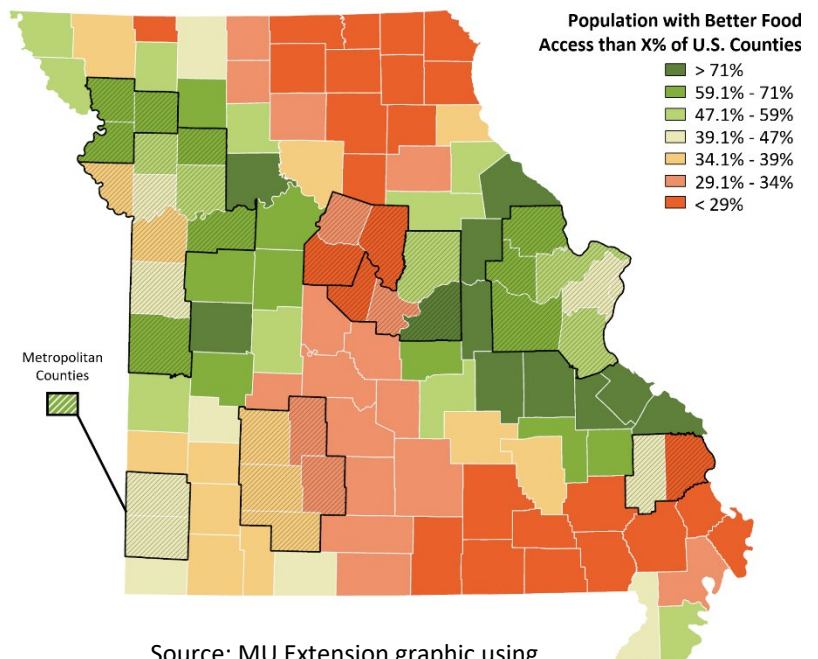 Population with Better Food
Access than X% of U.S. Counties
> 71%
59.1% - 71%
47.1% - 59%
39.1% - 47%
34.1% - 39%
29.1% - 34%
< 29%
Metropolitan
Counties
Source: MU Extension graphic using